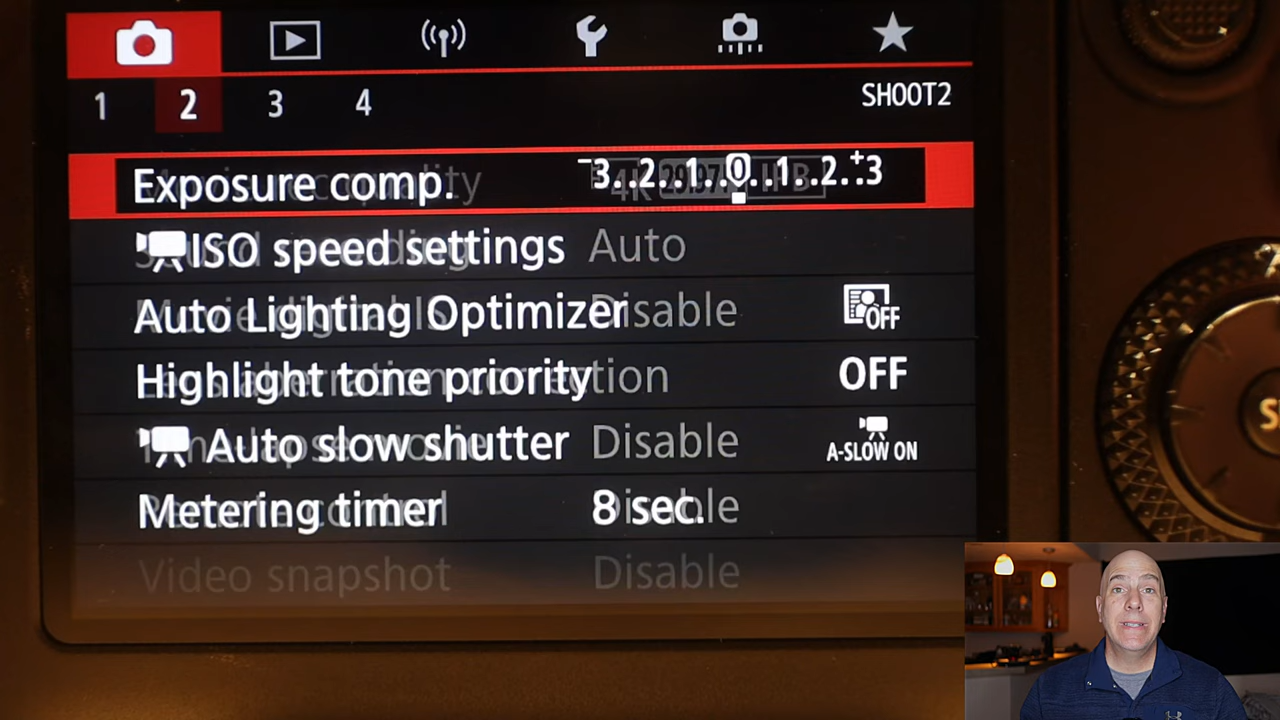 1 2 3 4 SHOOT2
Exposure comp. -3..2..1..0..1..2..+3
ISO speed settings Auto
Auto Lighting Optimizer Disable OFF
Highlight tone priority OFF
Auto slow shutter Disable A-SLOW ON
Metering timer 8 sec.
Video snapshot Disable